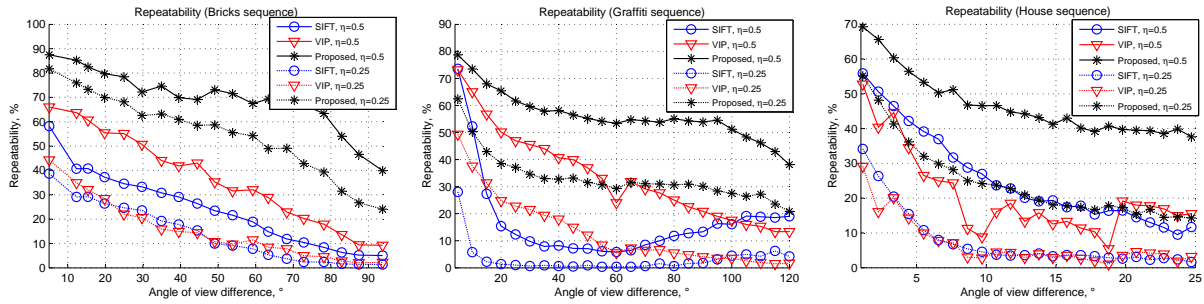 Repeatability (Bricks sequence)
100
90
80
70
60
50
40
30
20
10
0
Repeatability, %
10 20 30 40 50 60 70 80 90
Angle of view difference, °
SIFT, η=0.5
VIP, η=0.5
Proposed, η=0.5
SIFT, η=0.25
VIP, η=0.25
Proposed, η=0.25
Repeatability (Graffiti sequence)
90
80
70
60
50
40
30
20
10
0
Repeatability, %
20 40 60 80 100 120
Angle of view difference, °
SIFT, η=0.5
VIP, η=0.5
Proposed, η=0.5
SIFT, η=0.25
VIP, η=0.25
Proposed, η=0.25
Repeatability (House sequence)
70
60
50
40
30
20
10
0
Repeatability, %
5 10 15 20 25
Angle of view difference, °
SIFT, η=0.5
VIP, η=0.5
Proposed, η=0.5
SIFT, η=0.25
VIP, η=0.25
Proposed, η=0.25